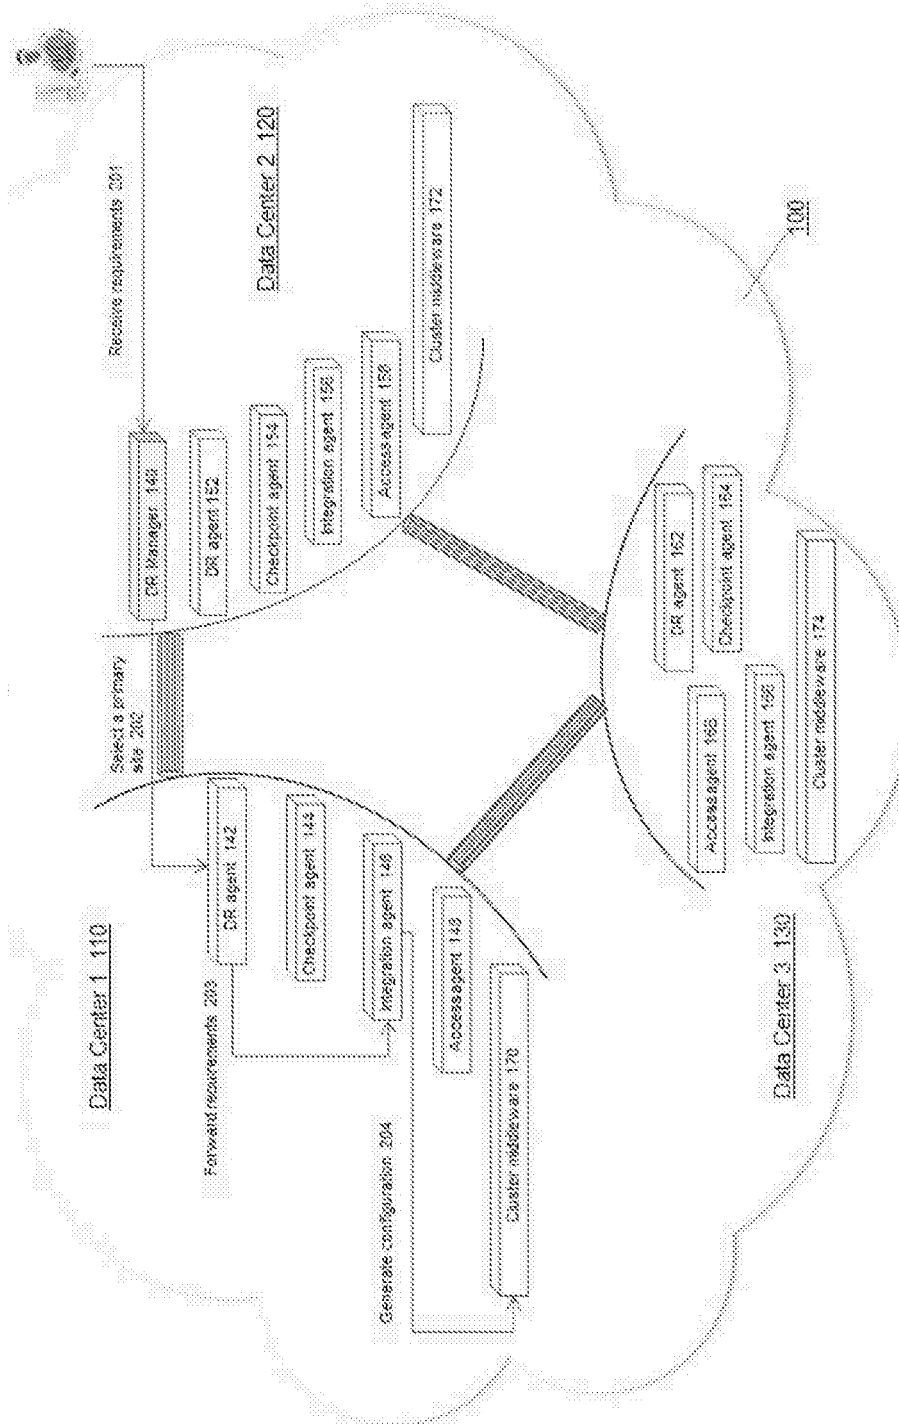 Data Center 1  110
Forward requirements 203
DR agent 142
Checkpoint agent 144
Integration agent 146
Access agent 148
Cluster middleware 170
Generate configuration 204
Select a primary
site 202
Receive requirements 201
Data Center 2  120
DR Manager 140
DR agent 152
Checkpoint agent 154
Integration agent 156
Access agent 158
Cluster middleware 172
100
Data Center 3  130
DR agent 162
Checkpoint agent 164
Access agent 168
Integration agent 166
Cluster middleware 174